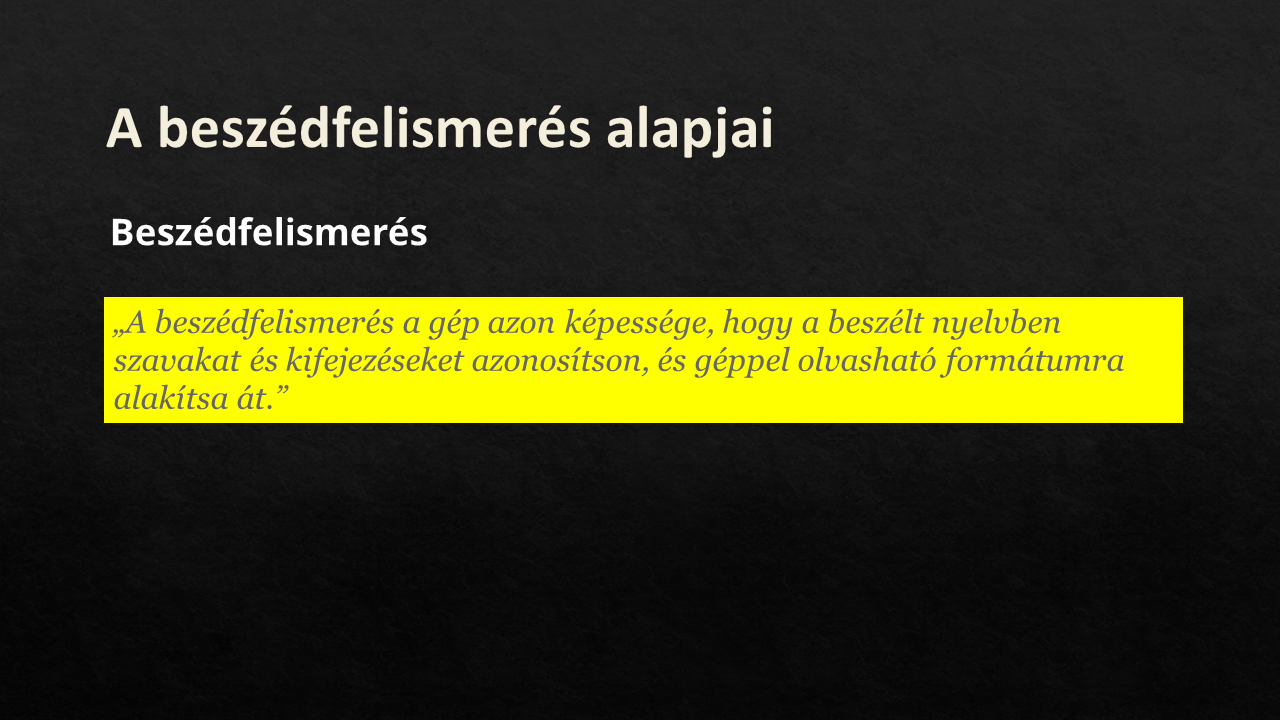 A beszédfelismerés alapjai
Beszédfelismerés
„A beszédfelismerés a gép azon képessége, hogy a beszélt nyelvben
szavakat és kifejezéseket azonosítson, és géppel olvasható formátumra
alakítsa át.”